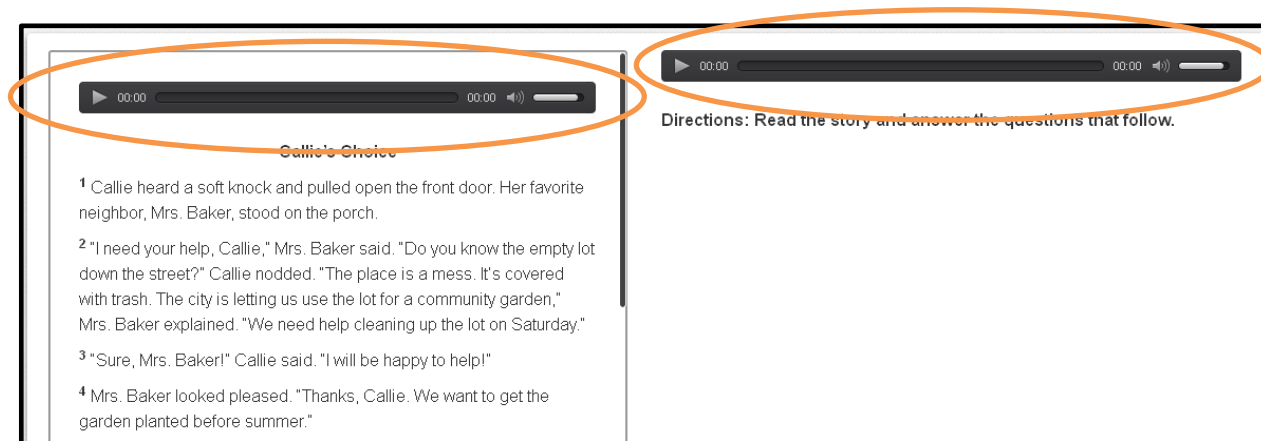 00:00 00:00
Callie's Choice
1 Callie heard a soft knock and pulled open the front door. Her favorite
neighbor, Mrs. Baker, stood on the porch.
2 "I need your help, Callie," Mrs. Baker said. "Do you know the empty lot
down the street?" Callie nodded. "The place is a mess. It's covered
with trash. The city is letting us use the lot for a community garden,"
Mrs. Baker explained. "We need help cleaning up the lot on Saturday."
3 "Sure, Mrs. Baker!" Callie said. "I will be happy to help!"
4 Mrs. Baker looked pleased. "Thanks, Callie. We want to get the
garden planted before summer."
00:00 00:00
Directions: Read the story and answer the questions that follow.